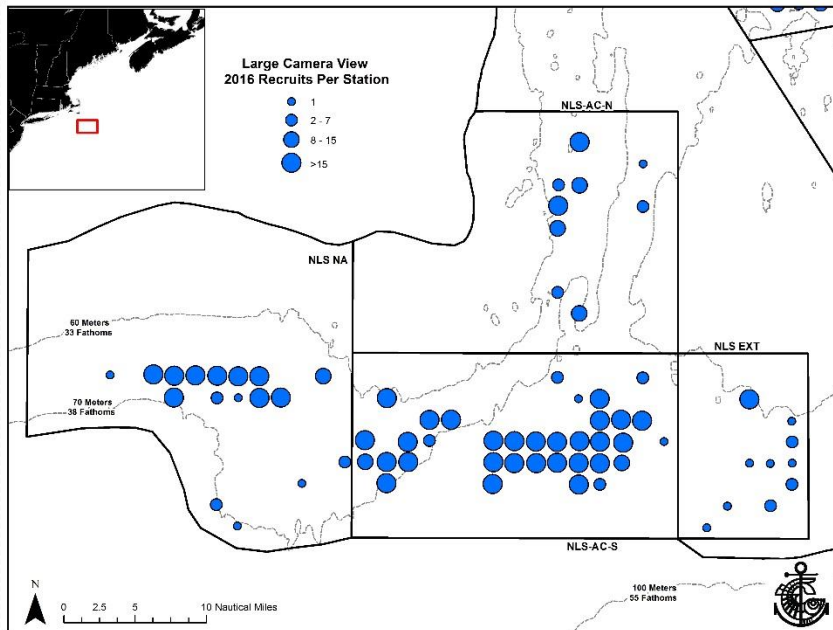 Large Camera View
2016 Recruits Per Station
1
2 - 7
8 - 15
>15
NLS-AC-N
NLS NA
60 Meters
33 Fathoms
NLS EXT
70 Meters
38 Fathoms
NLS-AC-S
100 Meters
55 Fathoms
N
0 2.5 5 10 Nautical Miles